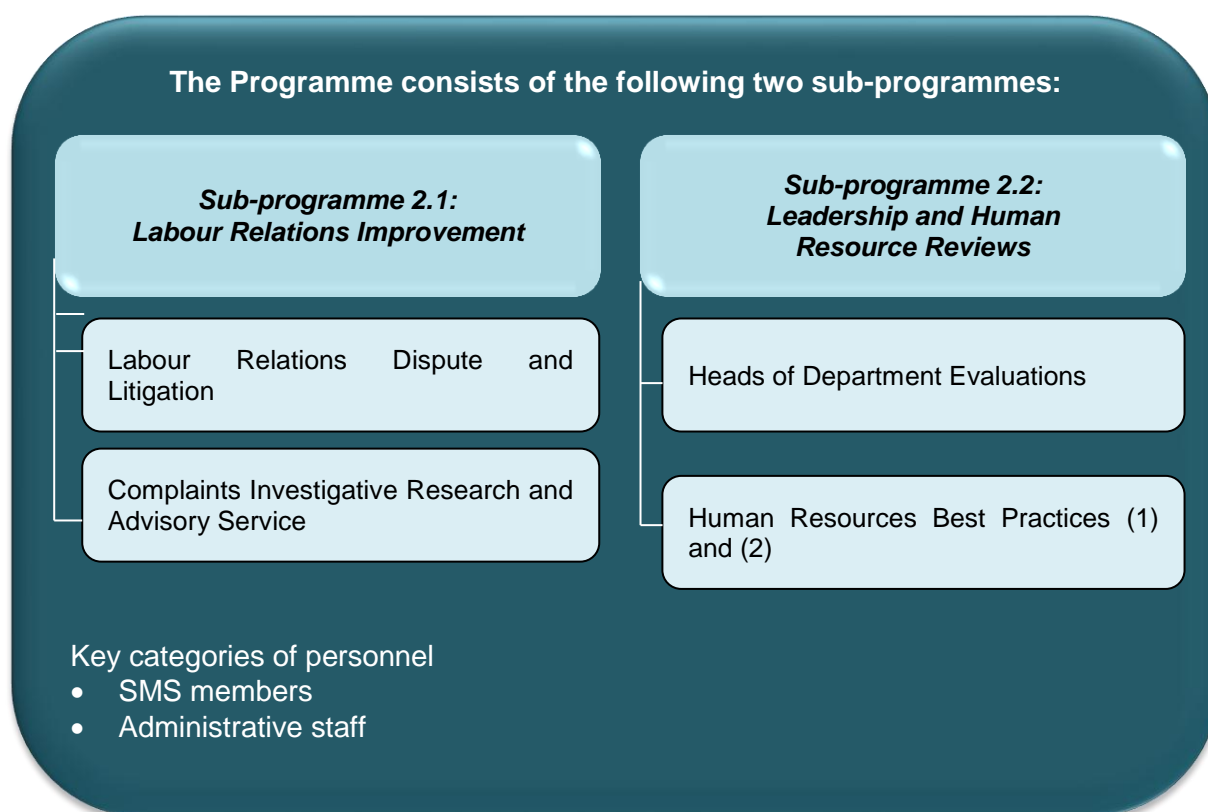 The Programme consists of the following two sub-programmes:
Sub-programme 2.1:
Labour Relations Improvement
Labour Relations Dispute and
Litigation
Complaints Investigative Research and
Advisory Service
Sub-programme 2.2:
Leadership and Human
Resource Reviews
Heads of Department Evaluations
Human Resources Best Practices (1)
and (2)
Key categories of personnel
• SMS members
• Administrative staff